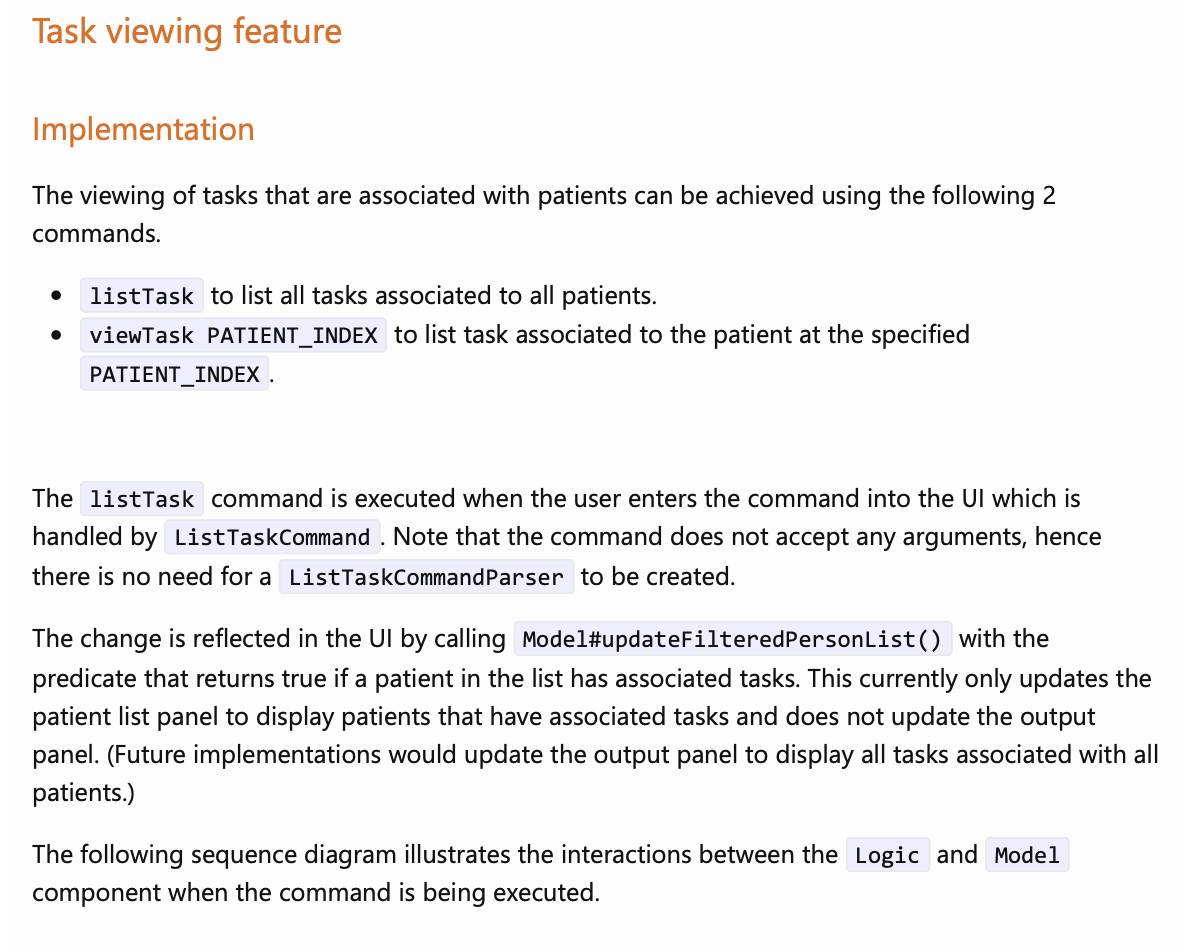 Task viewing feature
Implementation
The viewing of tasks that are associated with patients can be achieved using the following 2
commands.
• listTask to list all tasks associated to all patients.
• viewTask PATIENT_INDEX to list task associated to the patient at the specified
PATIENT_INDEX.
The listTask command is executed when the user enters the command into the UI which is
handled by ListTaskCommand. Note that the command does not accept any arguments, hence
there is no need for a ListTaskCommandParser to be created.
The change is reflected in the UI by calling Model#updateFilteredPersonList() with the
predicate that returns true if a patient in the list has associated tasks. This currently only updates the
patient list panel to display patients that have associated tasks and does not update the output
panel. (Future implementations would update the output panel to display all tasks associated with all
patients.)
The following sequence diagram illustrates the interactions between the Logic and Model
component when the command is being executed.